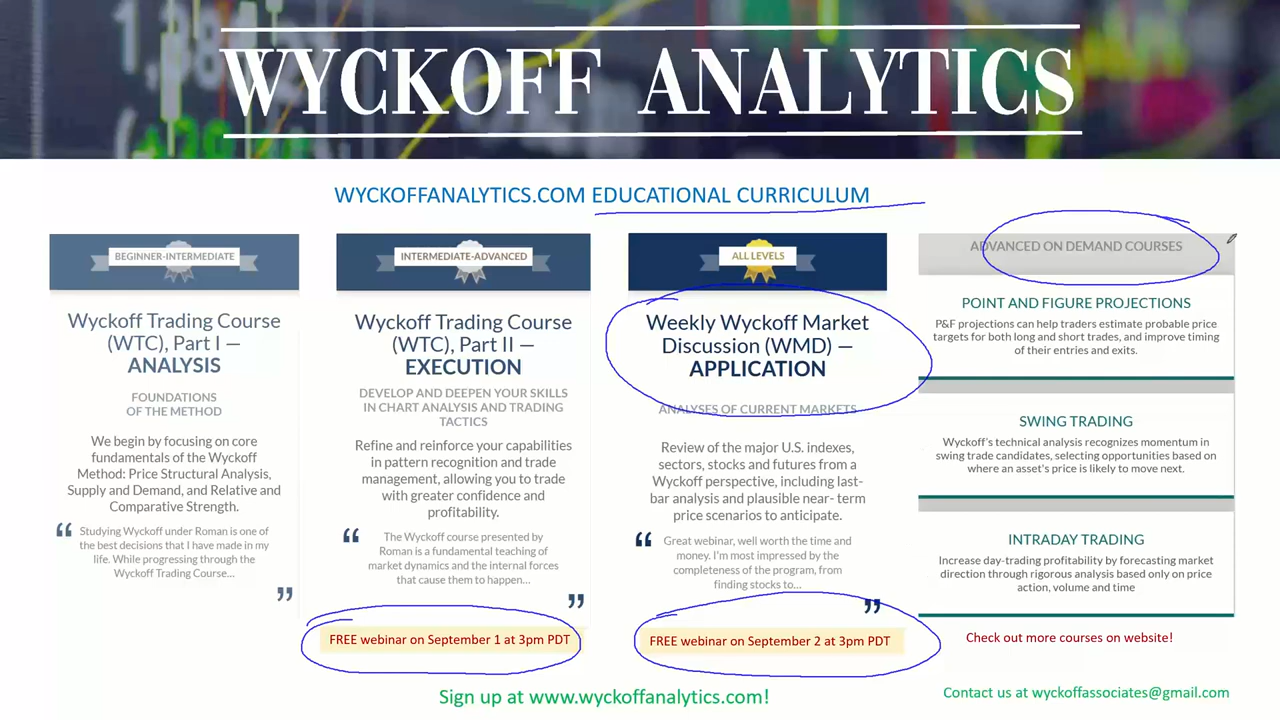 WYCKOFF ANALYTICS
WYCKOFFANALYTICS.COM EDUCATIONAL CURRICULUM
BEGINNER-INTERMEDIATE
Wyckoff Trading Course
(WTC), Part I —
ANALYSIS
FOUNDATIONS
OF THE METHOD
We begin by focusing on core
fundamentals of the Wyckoff
Method: Price Structural Analysis,
Supply and Demand, and Relative and
Comparative Strength.
“ Studying Wyckoff under Roman is one of
the best decisions that I have made in my
life. While progressing through the
Wyckoff Trading Course...
”
INTERMEDIATE-ADVANCED
Wyckoff Trading Course
(WTC), Part II —
EXECUTION
DEVELOP AND DEEPEN YOUR SKILLS
IN CHART ANALYSIS AND TRADING
TACTICS
Refine and reinforce your capabilities
in pattern recognition and trade
management, allowing you to trade
with greater confidence and
profitability.
“ The Wyckoff course presented by
Roman is a fundamental teaching of
market dynamics and the internal forces
that cause them to happen...
”
FREE webinar on September 1 at 3pm PDT
ALL LEVELS
Weekly Wyckoff Market
Discussion (WMD) —
APPLICATION
ANALYSES OF CURRENT MARKETS
Review of the major U.S. indexes,
sectors, stocks and futures from a
Wyckoff perspective, including last-
bar analysis and plausible near- term
price scenarios to anticipate.
“ Great webinar, well worth the time and
money. I'm most impressed by the
completeness of the program, from
finding stocks to...
”
FREE webinar on September 2 at 3pm PDT
ADVANCED ON DEMAND COURSES
POINT AND FIGURE PROJECTIONS
P&F projections can help traders estimate probable price
targets for both long and short trades, and improve timing
of their entries and exits.
SWING TRADING
Wyckoff's technical analysis recognizes momentum in
swing trade candidates, selecting opportunities based on
where an asset's price is likely to move next.
INTRADAY TRADING
Increase day-trading profitability by forecasting market
direction through rigorous analysis based only on price
action, volume and time
Check out more courses on website!
Sign up at www.wyckoffanalytics.com!
Contact us at wyckoffassociates@gmail.com